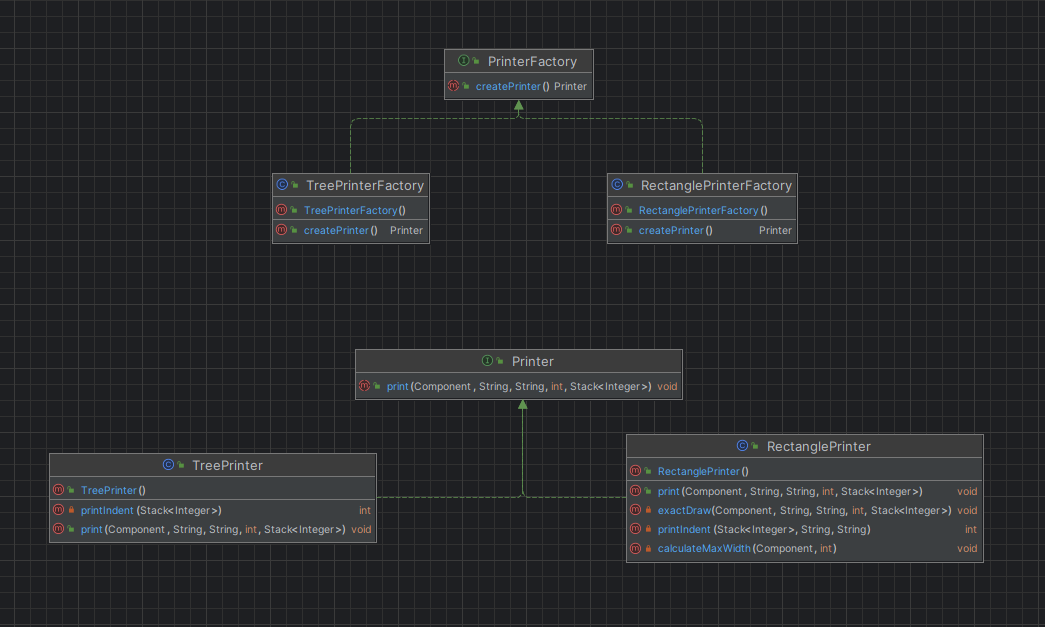 PrinterFactory
createPrinter() Printer
TreePrinterFactory
TreePrinterFactory()
createPrinter() Printer
RectanglePrinterFactory
RectanglePrinterFactory()
createPrinter() Printer
Printer
print(Component, String, String, int, Stack<Integer>) void
TreePrinter
TreePrinter()
printIndent(Stack<Integer>) int
print(Component, String, String, int, Stack<Integer>) void
RectanglePrinter
RectanglePrinter()
print(Component, String, String, int, Stack<Integer>) void
exactDraw(Component, String, String, int, Stack<Integer>) void
printIndent(Stack<Integer>, String, String) int
calculateMaxWidth(Component, int) void